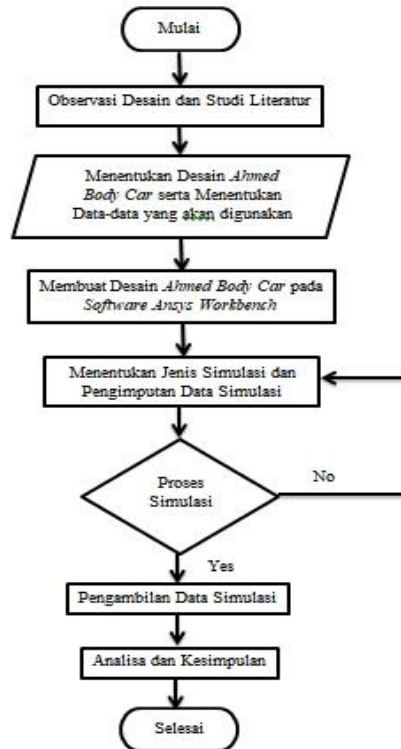 Mulai
Observasi Desain dan Studi Literatur
Menentukan Desain Ahmed
Body Car serta Menentukan
Data-data yang akan digunakan
Membuat Desain Ahmed Body Car pada
Software Ansys Workbench
Menentukan Jenis Simulasi dan
Pengimputan Data Simulasi
Proses
Simulasi
No
Yes
Pengambilan Data Simulasi
Analisa dan Kesimpulan
Selesai